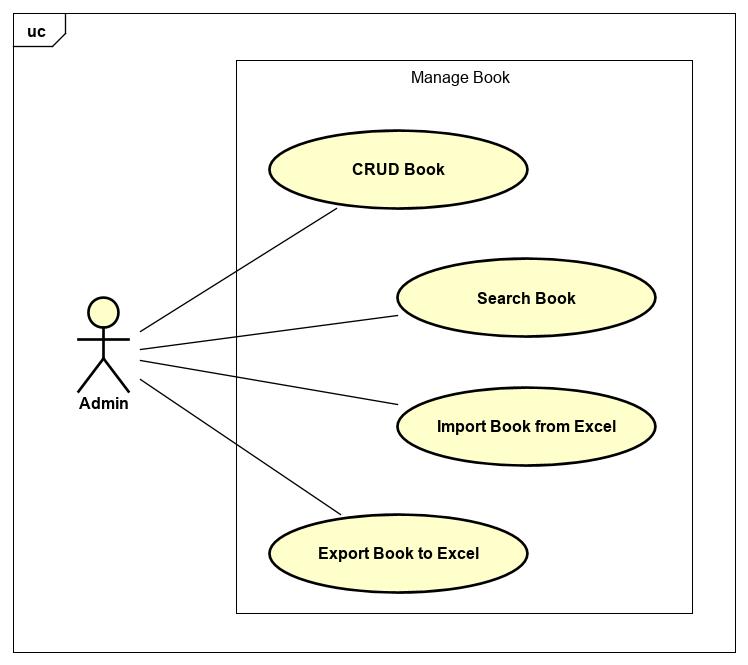 uc
Manage Book
CRUD Book
Search Book
Admin
Import Book from Excel
Export Book to Excel